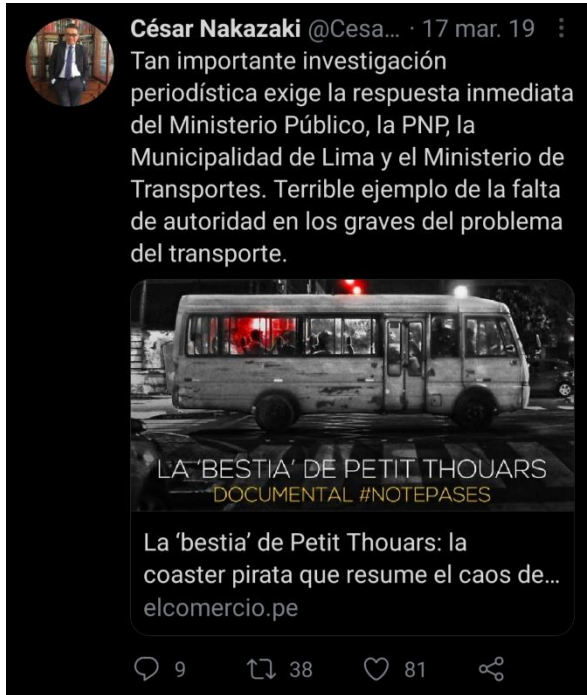 César Nakazaki @Cesa... · 17 mar. 19
Tan importante investigación
periodística exige la respuesta inmediata
del Ministerio Público, la PNP, la
Municipalidad de Lima y el Ministerio de
Transportes. Terrible ejemplo de la falta
de autoridad en los graves del problema
del transporte.
LA ‘BESTIA’ DE PETIT THOUARS
DOCUMENTAL #NOTEPASES
La ‘bestia’ de Petit Thouars: la
coaster pirata que resume el caos de...
elcomercio.pe
9 38 81